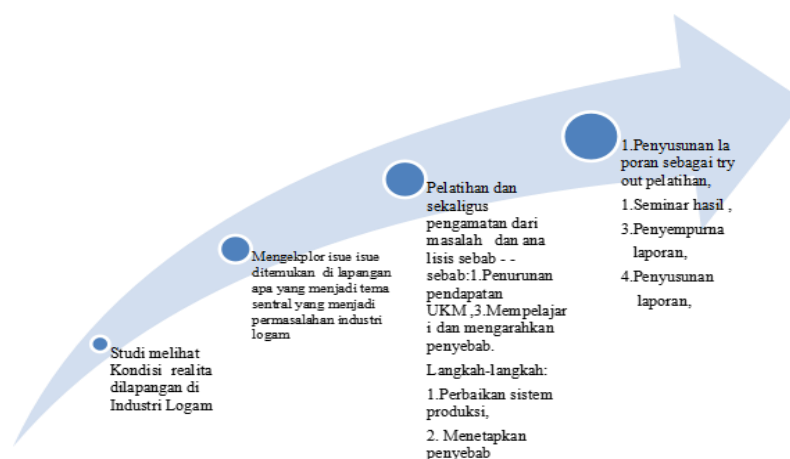 Studi melihat
Kondisi realita
dilapangan di
Industri Logam
Mengekplor isue isue
ditemukan di lapangan
apa yang menjadi tema
sentral yang menjadi
permasalahan industri
logam
Pelatihan dan
sekaligus
pengamatan dari
masalah dan ana
lisis sebab - -
sebab:1.Penurunan
pendapatan
UKM ,3.Mempelajar
i dan mengarahkan
penyebab.
Langkah-langkah:
1.Perbaikan sistem
produksi,
2. Menetapkan
penyebab
1.Penyusunan la
poran sebagai try
out pelatihan,
1.Seminar hasil ,
3.Penyempurna
laporan,
4.Penyusunan
laporan,